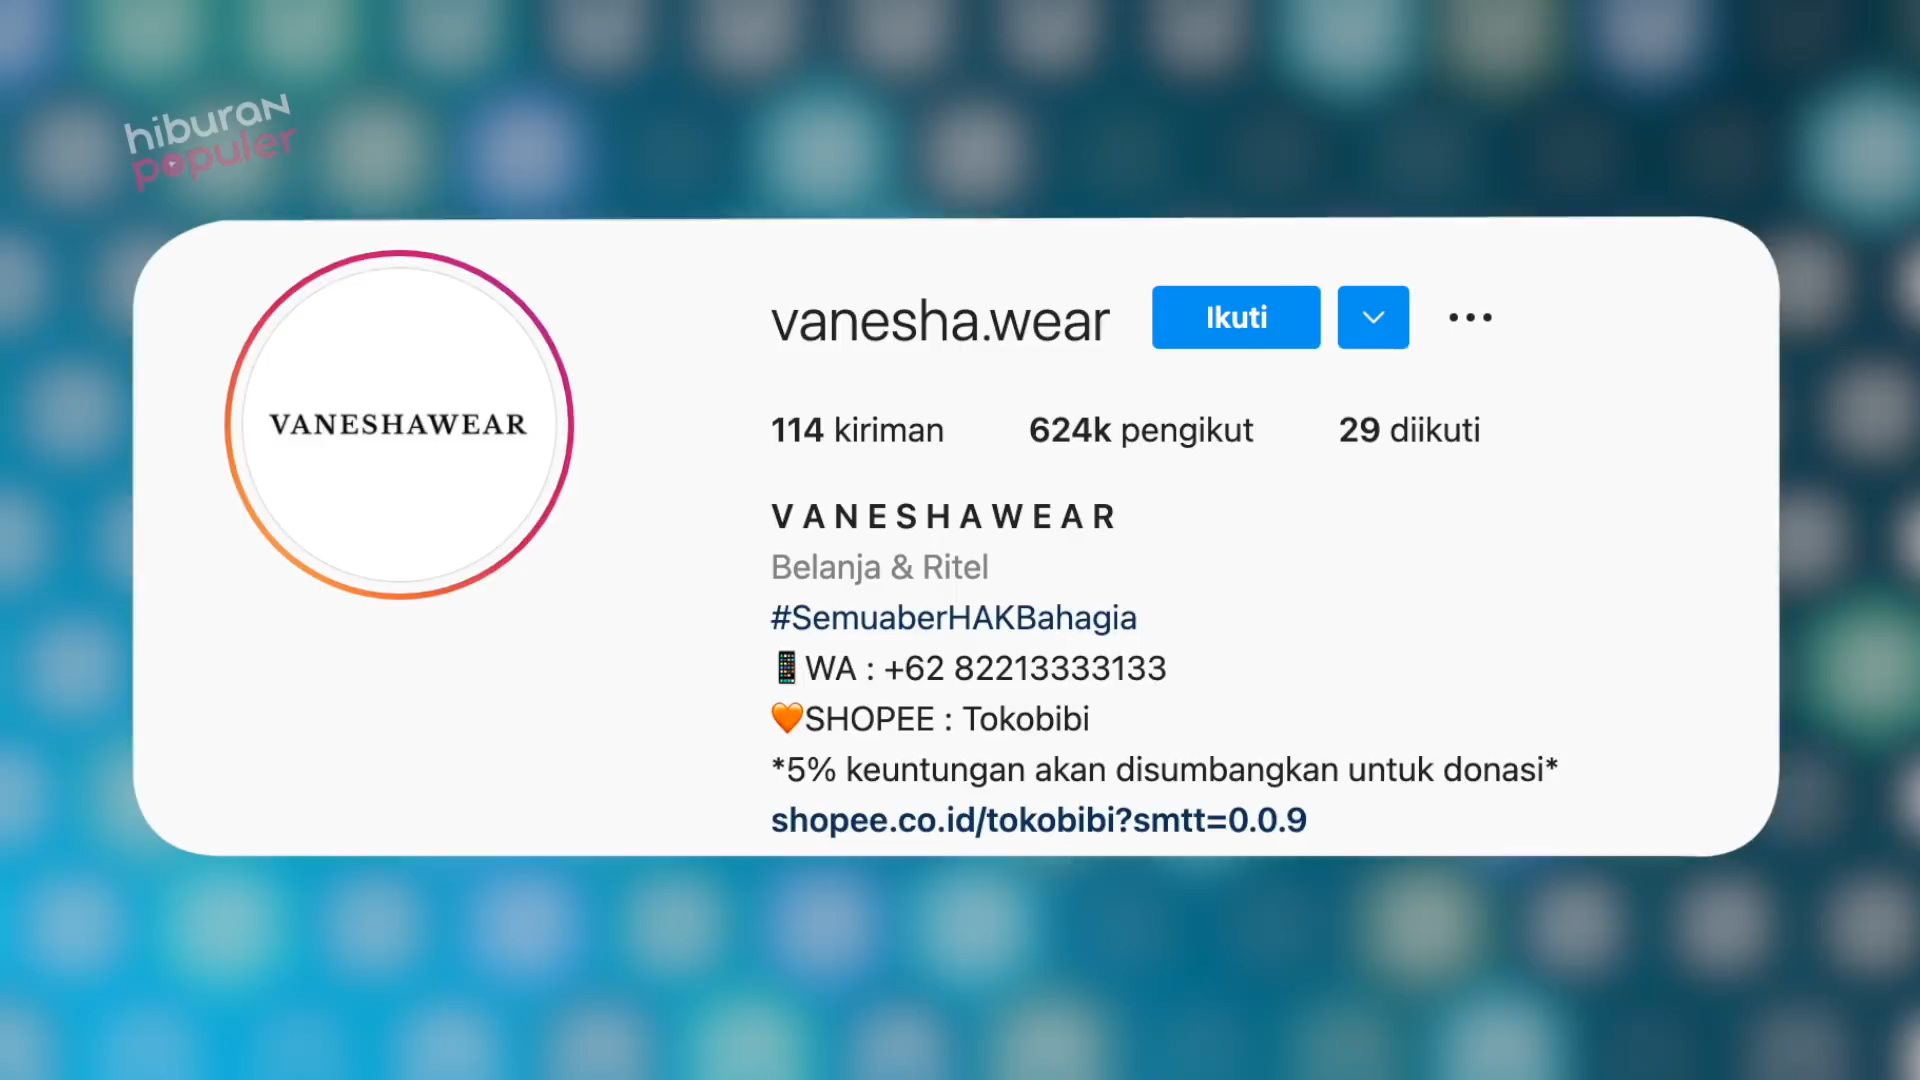 hiburan
populer
VANESHAWEAR
vanesha.wear Ikuti
114 kiriman 624k pengikut 29 diikuti
V A N E S H A W E A R
Belanja & Ritel
#SemuaberHAKBahagia
📱WA : +62 82213333133
🧡SHOPEE : Tokobibi
*5% keuntungan akan disumbangkan untuk donasi*
shopee.co.id/tokobibi?smtt=0.0.9